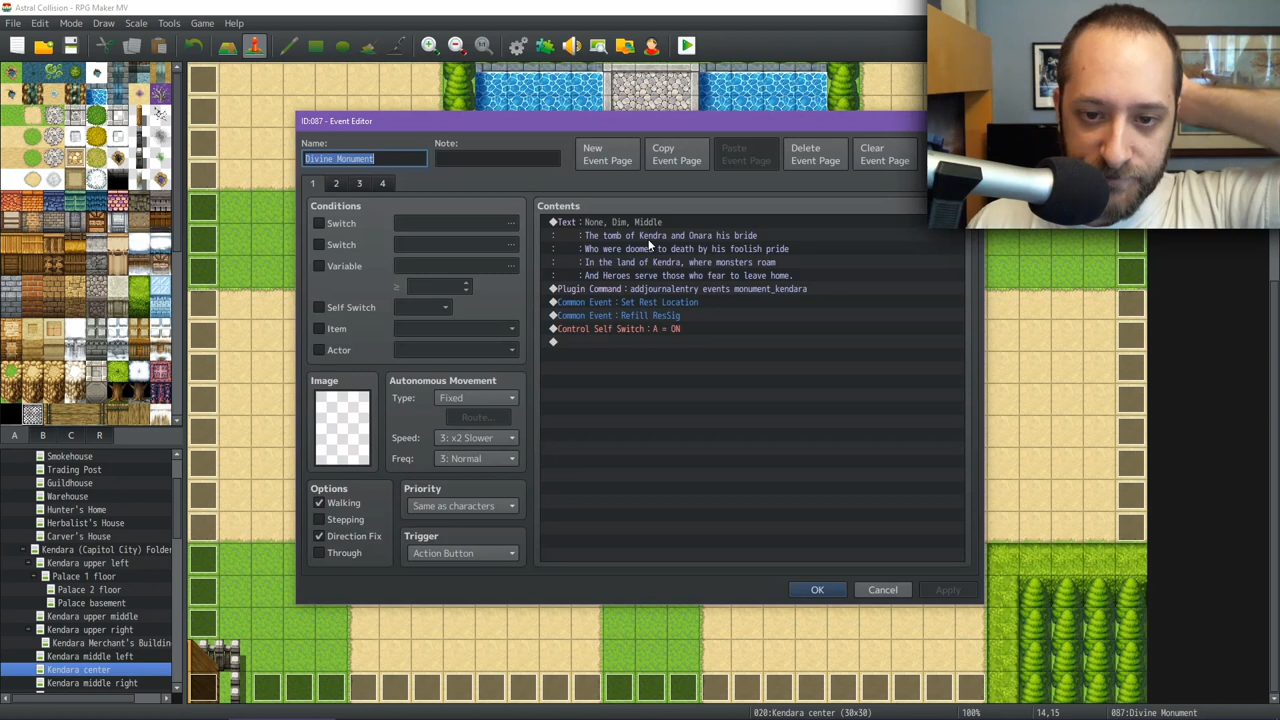 Astral Collision - RPG Maker MV
File Edit Mode Draw Scale Tools Game Help
ID:087 - Event Editor
Name:
Divine Monument
Note:
New Event Page
Copy Event Page
Paste Event Page
Delete Event Page
Clear Event Page
1 2 3 4
Conditions
Switch ...
Switch ...
Variable ...
≥
Self Switch
Item
Actor
Image
Autonomous Movement
Type: Fixed
Route...
Speed: 3: x2 Slower
Freq: 3: Normal
Options
Walking
Stepping
Direction Fix
Through
Priority
Same as characters
Trigger
Action Button
Contents
◆Text：None, Dim, Middle
： ：The tomb of Kendra and Onara his bride
： ：Who were doomed to death by his foolish pride
： ：In the land of Kendra, where monsters roam
： ：And Heroes serve those who fear to leave home.
◆Plugin Command：addjournalentry events monument_kendara
◆Common Event：Set Rest Location
◆Common Event：Refill ResSig
◆Control Self Switch：A = ON
◆
OK Cancel Apply
A B C R
Smokehouse
Trading Post
Guildhouse
Warehouse
Hunter's Home
Herbalist's House
Carver's House
Kendara (Capitol City) Folder
Kendara upper left
Palace 1 floor
Palace 2 floor
Palace basement
Kendara upper middle
Kendara upper right
Kendara Merchant's Buildin
Kendara middle left
Kendara center
Kendara middle right
020:Kendara center (30x30) 100% 14,15 087:Divine Monument